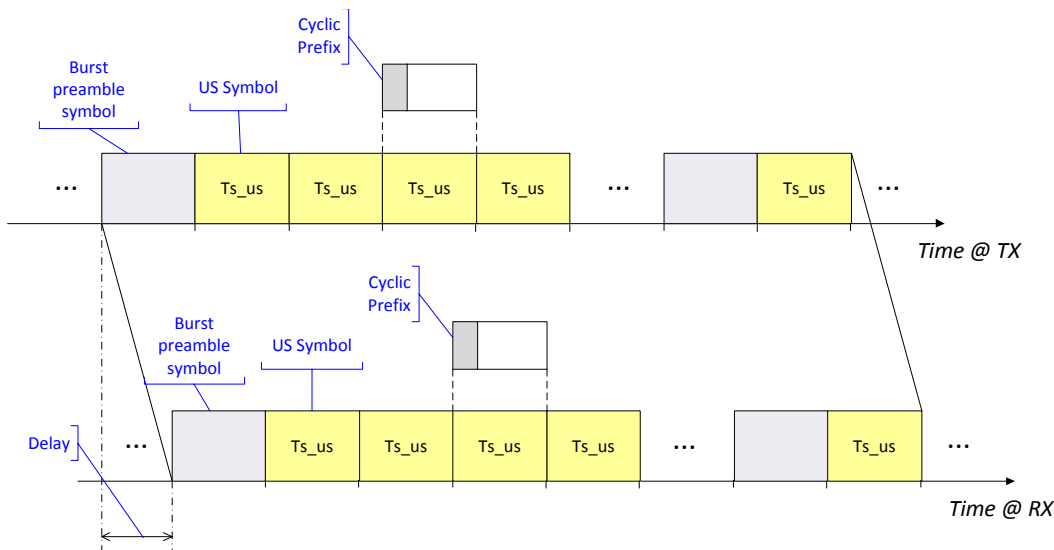 Cyclic
Prefix
Burst
preamble
symbol
US Symbol
... Ts_us Ts_us Ts_us Ts_us ... Ts_us ...
Time @ TX
Cyclic
Prefix
Burst
preamble
symbol
US Symbol
Delay
... Ts_us Ts_us Ts_us Ts_us ... Ts_us ...
Time @ RX